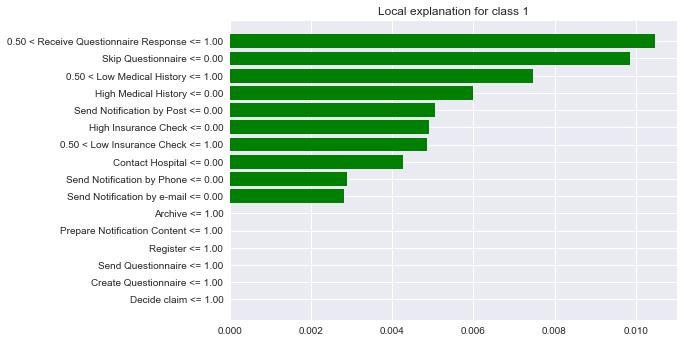 Local explanation for class 1
0.50 < Receive Questionnaire Response <= 1.00
Skip Questionnaire <= 0.00
0.50 < Low Medical History <= 1.00
High Medical History <= 0.00
Send Notification by Post <= 0.00
High Insurance Check <= 0.00
0.50 < Low Insurance Check <= 1.00
Contact Hospital <= 0.00
Send Notification by Phone <= 0.00
Send Notification by e-mail <= 0.00
Archive <= 1.00
Prepare Notification Content <= 1.00
Register <= 1.00
Send Questionnaire <= 1.00
Create Questionnaire <= 1.00
Decide claim <= 1.00
0.000 0.002 0.004 0.006 0.008 0.010